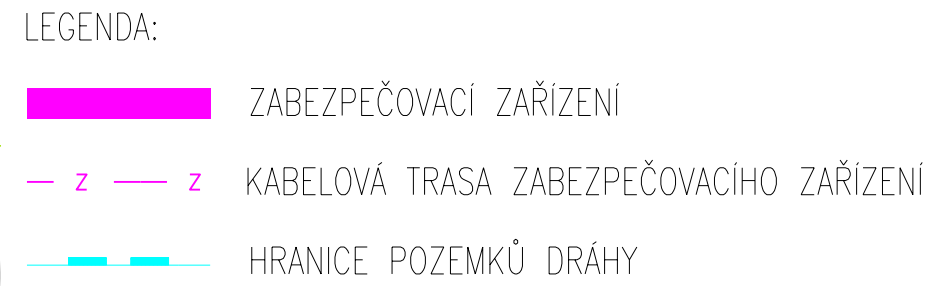 LEGENDA:
ZABEZPEČOVACÍ ZAŘÍZENÍ
Z Z KABELOVÁ TRASA ZABEZPEČOVACÍHO ZAŘÍZENÍ
HRANICE POZEMKŮ DRÁHY